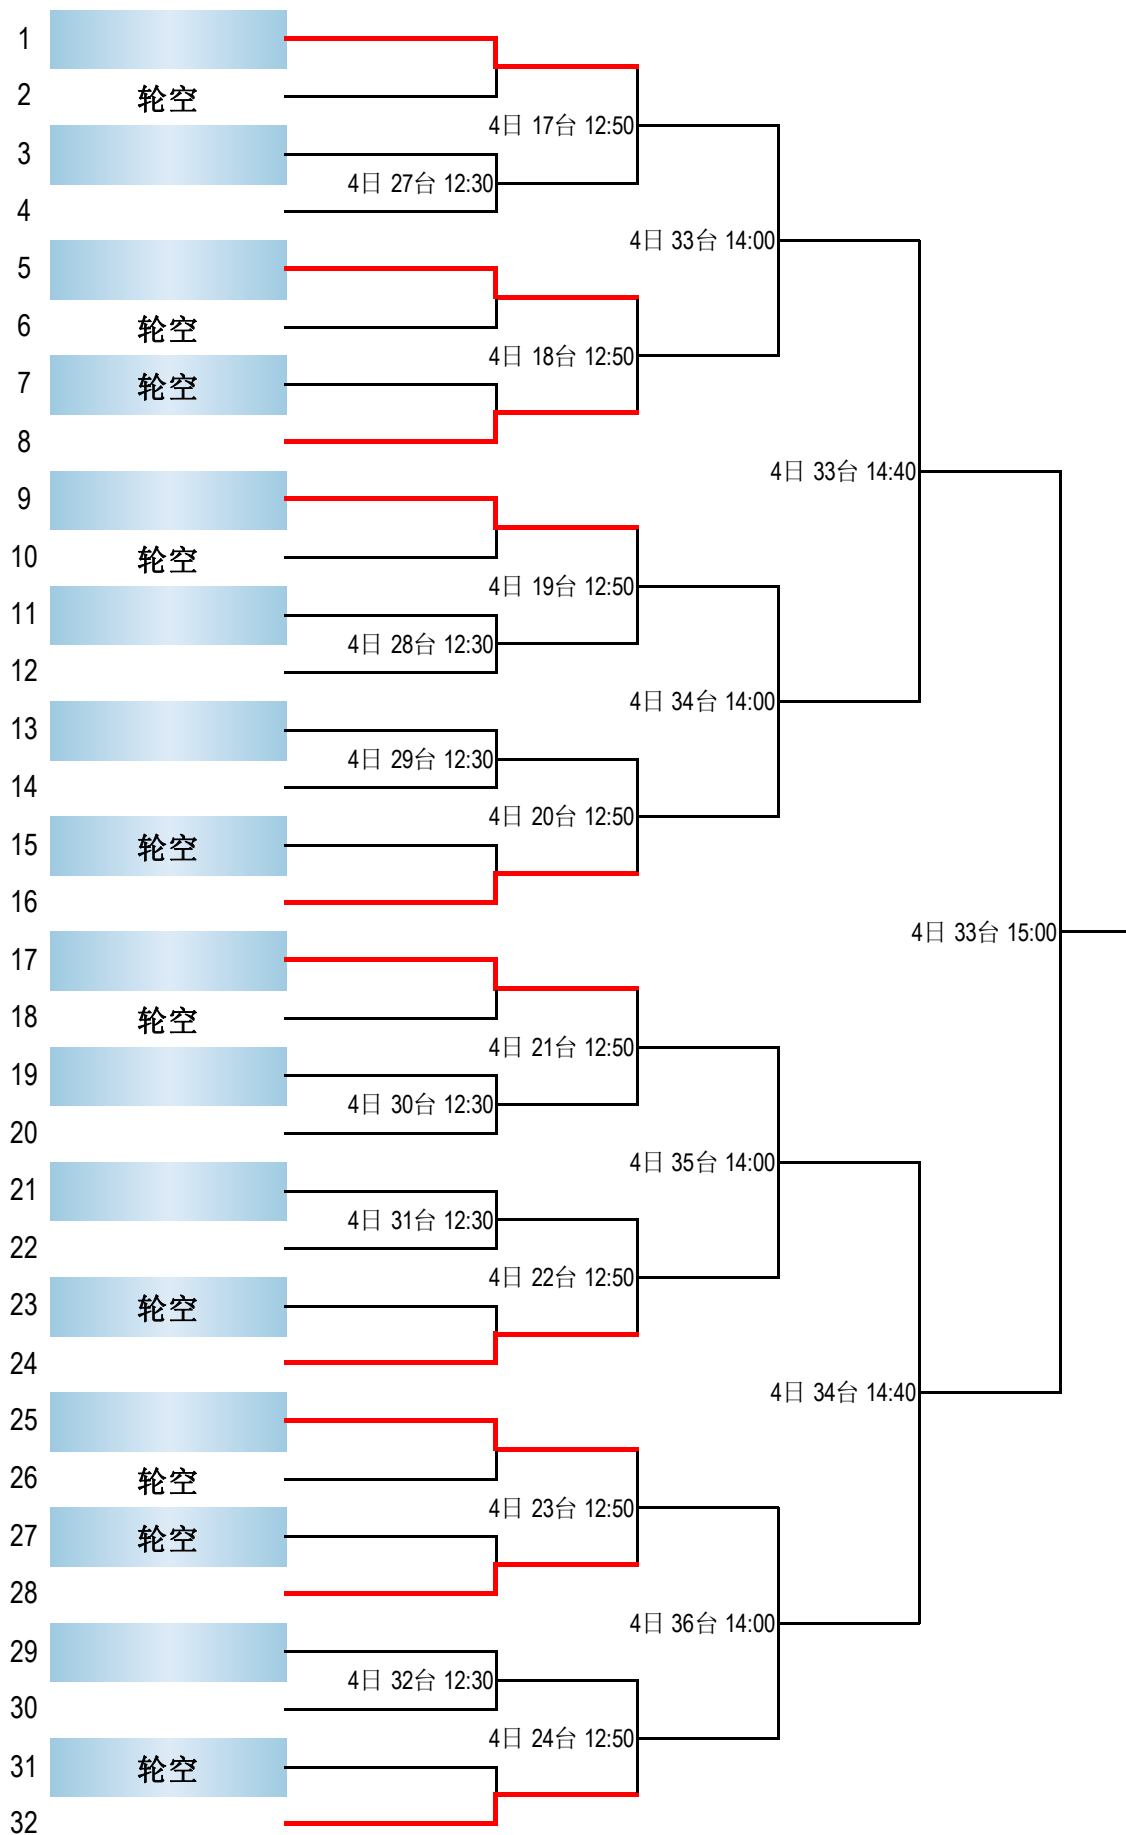 1
2 轮空
4日 17台 12:50
3
4日 27台 12:30
4
4日 33台 14:00
5
6 轮空
4日 18台 12:50
7 轮空
8
4日 33台 14:40
9
10 轮空
4日 19台 12:50
11
4日 28台 12:30
12
4日 34台 14:00
13
4日 29台 12:30
14
4日 20台 12:50
15 轮空
16
4日 33台 15:00
17
18 轮空
4日 21台 12:50
19
4日 30台 12:30
20
4日 35台 14:00
21
4日 31台 12:30
22
4日 22台 12:50
23 轮空
24
4日 34台 14:40
25
26 轮空
4日 23台 12:50
27 轮空
28
4日 36台 14:00
29
4日 32台 12:30
30
4日 24台 12:50
31 轮空
32